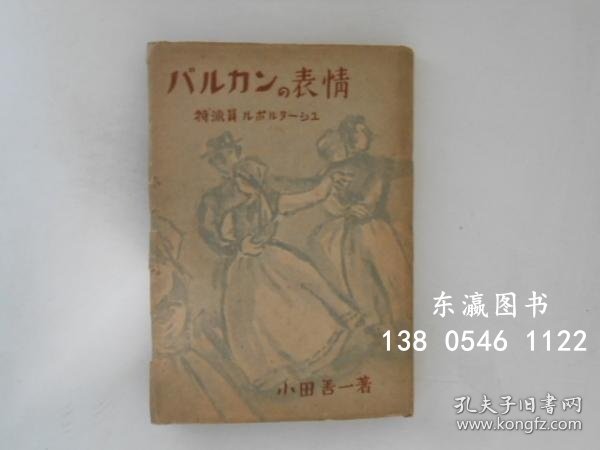 バルカンの表情
特派員ルポルタージユ
小田善一著
东瀛图书
138 0546 1122
孔夫子旧书网
www.kongfz.com